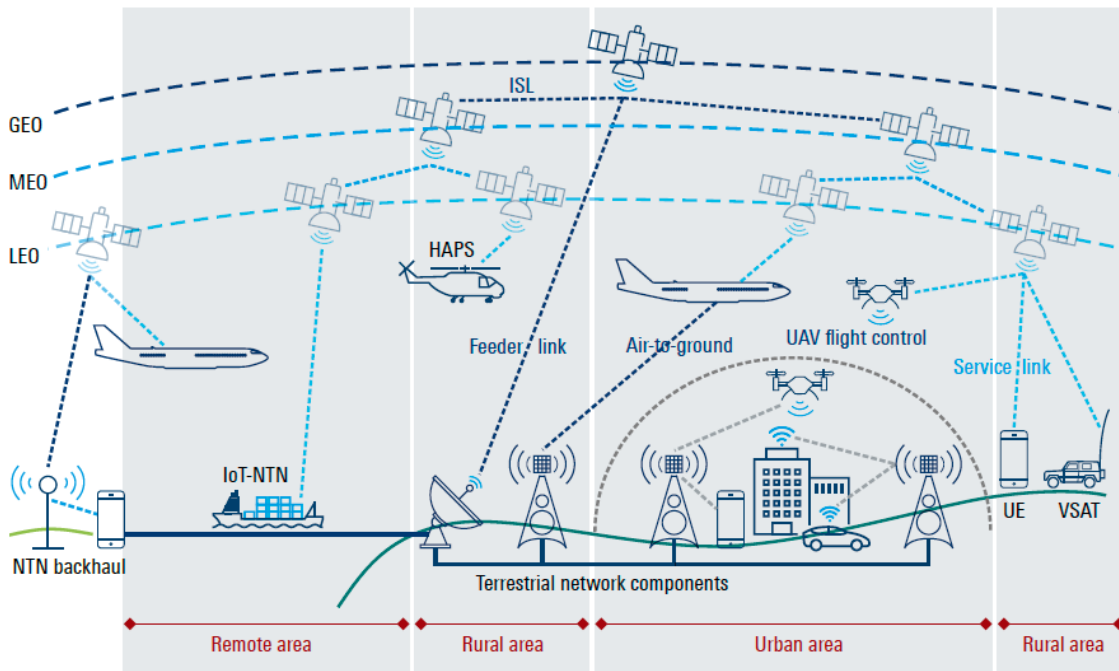 ISL
GEO
MEO
LEO
HAPS
Feeder link
Air-to-ground
UAV flight control
Service link
IoT-NTN
UE
VSAT
NTN backhaul
Terrestrial network components
Remote area
Rural area
Urban area
Rural area